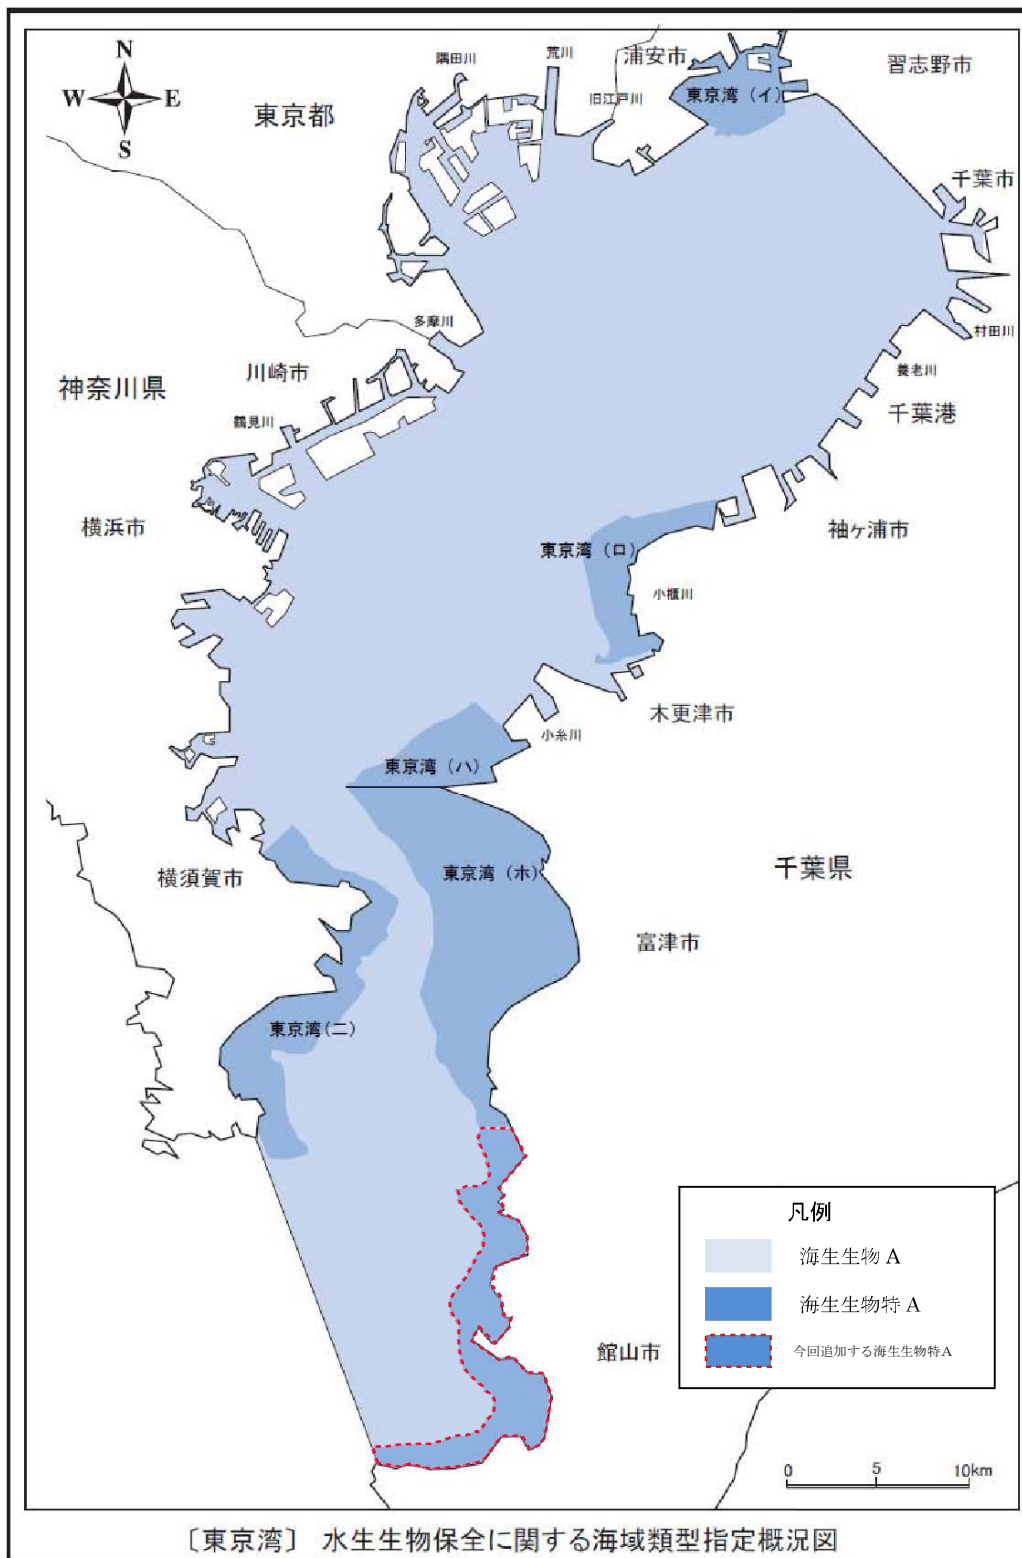 N
W
E
S
東京都
隅田川
荒川
浦安市
旧江戸川
東京湾（イ）
習志野市
千葉市
村田川
養老川
千葉港
多摩川
川崎市
神奈川県
鶴見川
横浜市
袖ヶ浦市
東京湾（ロ）
小櫃川
木更津市
小糸川
東京湾（ハ）
東京湾（ホ）
横須賀市
千葉県
富津市
東京湾（ニ）
館山市
凡例
海生生物 A
海生生物特 A
今回追加する海生生物特A
0 5 10km
〔東京湾〕 水生生物保全に関する海域類型指定概況図